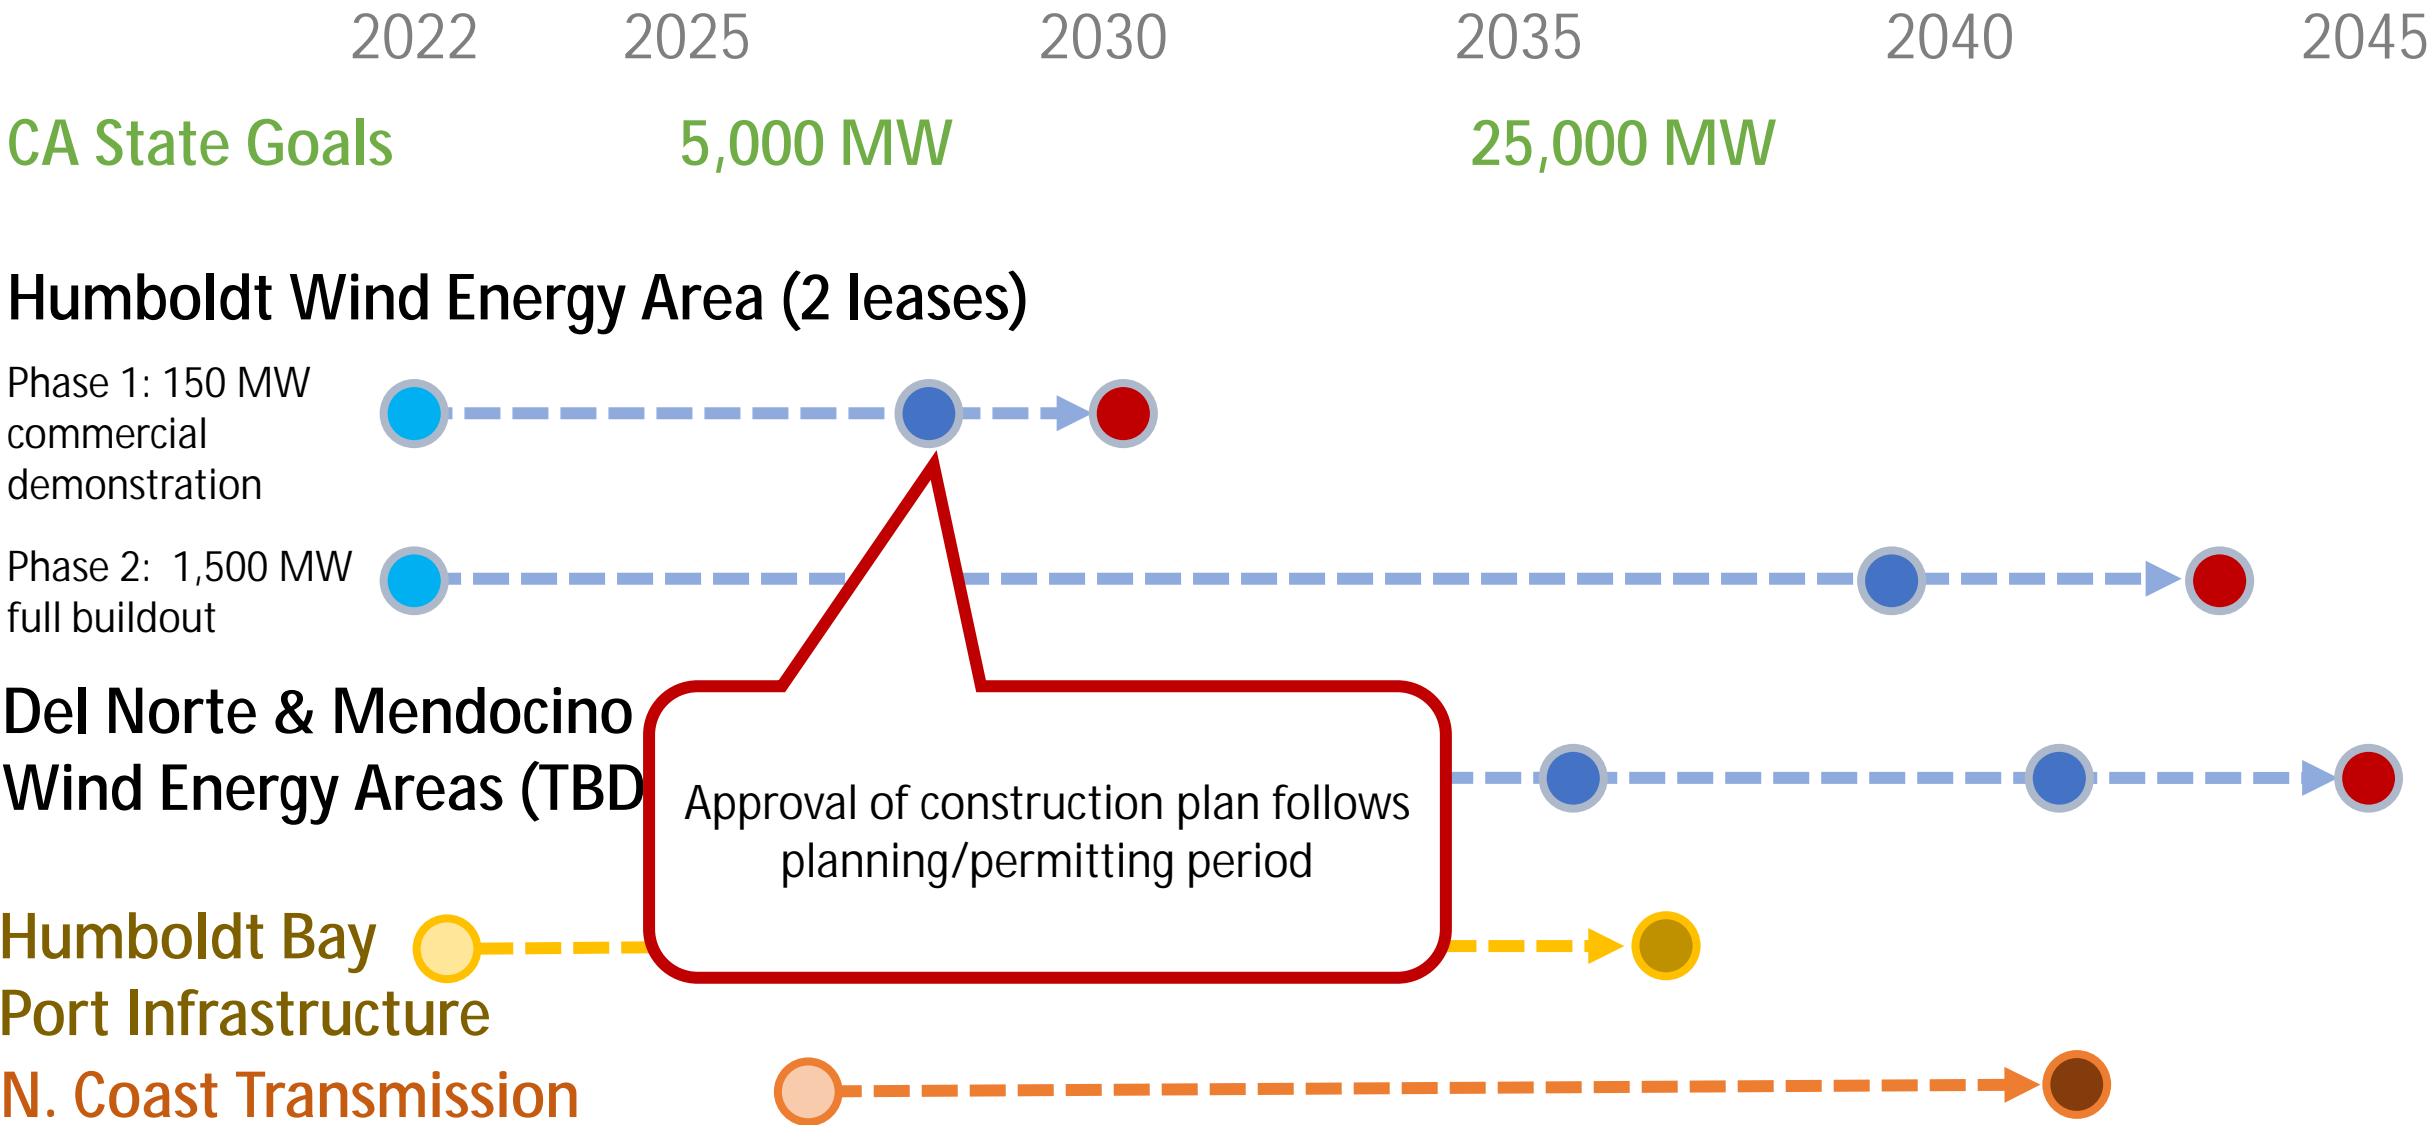 2022 2025 2030 2035 2040 2045
CA State Goals 5,000 MW 25,000 MW
Humboldt Wind Energy Area (2 leases)
Phase 1: 150 MW
commercial
demonstration
Phase 2: 1,500 MW
full buildout
Del Norte & Mendocino
Wind Energy Areas (TBD
Approval of construction plan follows
planning/permitting period
Humboldt Bay
Port Infrastructure
N. Coast Transmission